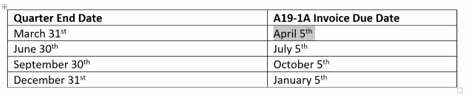 Quarter End Date A19-1A Invoice Due Date
March 31st April 5th
June 30th July 5th
September 30th October 5th
December 31st January 5th